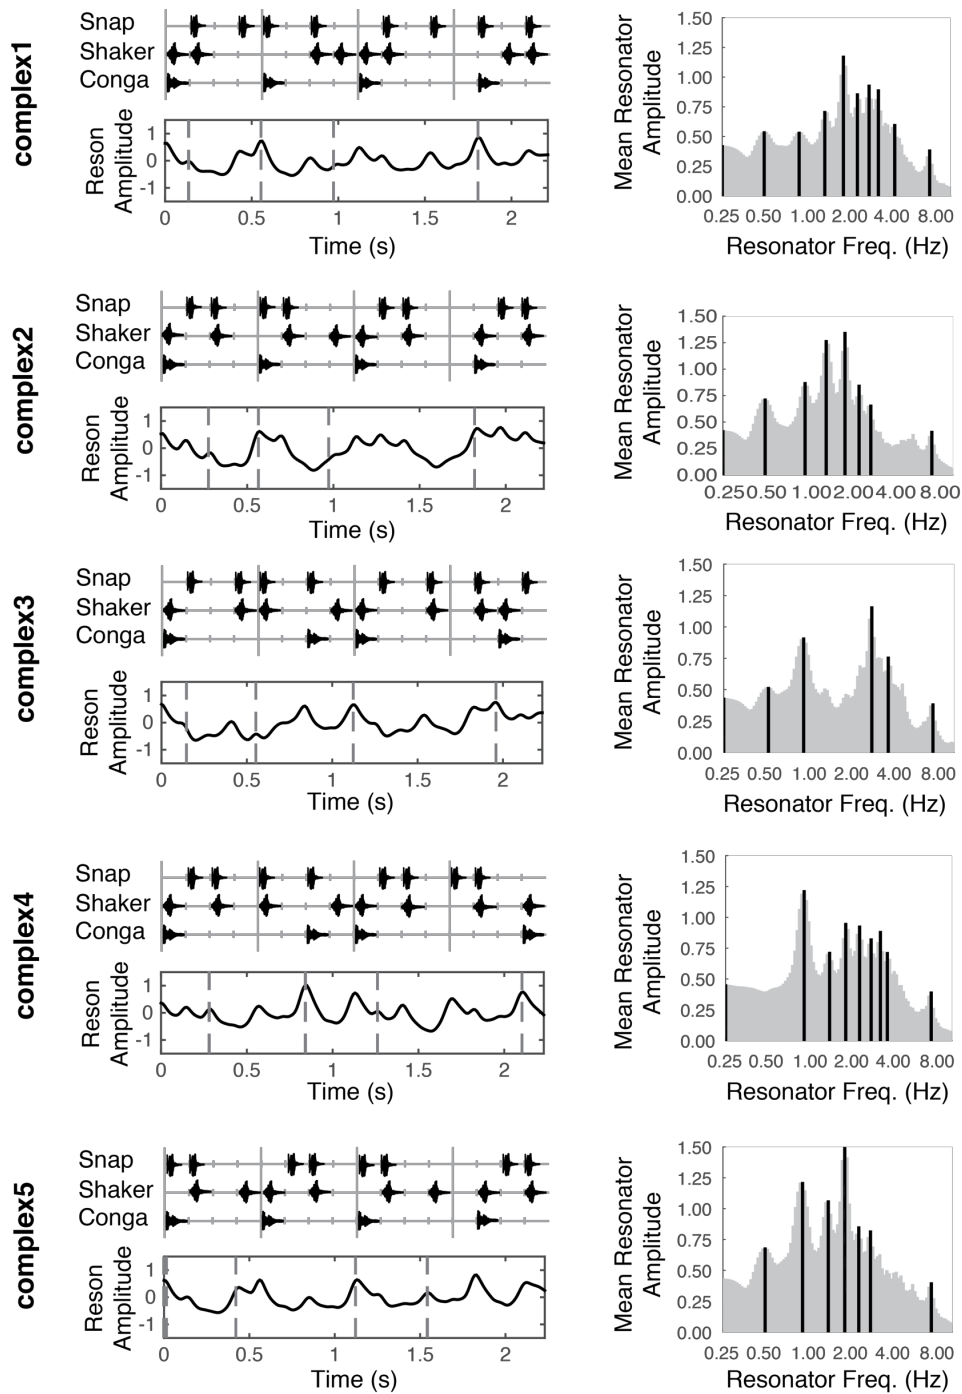 complex1
Snap
Shaker
Conga
Reson
Amplitude
1
0
-1
0 0.5 1 1.5 2
Time (s)
Mean Resonator
Amplitude
1.50
1.25
1.00
0.75
0.50
0.25
0.00
0.25 0.50 1.00 2.00 4.00 8.00
Resonator Freq. (Hz)
complex2
Snap
Shaker
Conga
Reson
Amplitude
1
0
-1
0 0.5 1 1.5 2
Time (s)
Mean Resonator
Amplitude
1.50
1.25
1.00
0.75
0.50
0.25
0.00
0.25 0.50 1.00 2.00 4.00 8.00
Resonator Freq. (Hz)
complex3
Snap
Shaker
Conga
Reson
Amplitude
1
0
-1
0 0.5 1 1.5 2
Time (s)
Mean Resonator
Amplitude
1.50
1.25
1.00
0.75
0.50
0.25
0.00
0.25 0.50 1.00 2.00 4.00 8.00
Resonator Freq. (Hz)
complex4
Snap
Shaker
Conga
Reson
Amplitude
1
0
-1
0 0.5 1 1.5 2
Time (s)
Mean Resonator
Amplitude
1.50
1.25
1.00
0.75
0.50
0.25
0.00
0.25 0.50 1.00 2.00 4.00 8.00
Resonator Freq. (Hz)
complex5
Snap
Shaker
Conga
Reson
Amplitude
1
0
-1
0 0.5 1 1.5 2
Time (s)
Mean Resonator
Amplitude
1.50
1.25
1.00
0.75
0.50
0.25
0.00
0.25 0.50 1.00 2.00 4.00 8.00
Resonator Freq. (Hz)